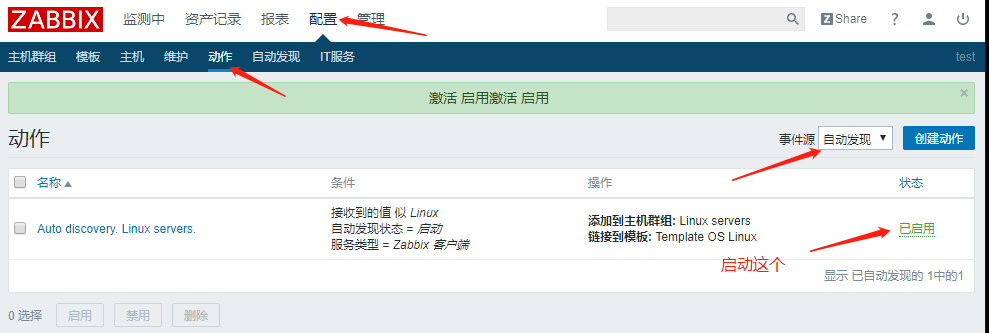 ZABBIX 监测中 资产记录 报表 配置 管理 Z Share ?
主机群组 模板 主机 维护 动作 自动发现 IT服务 test
激活 启用激活 启用 ×
动作 事件源 自动发现 ▼ 创建动作
名称 ▲ 条件 操作 状态
接收到的值 似 Linux
添加到主机群组: Linux servers
Auto discovery. Linux servers. 自动发现状态 = 启动 已启用
链接到模板: Template OS Linux
服务类型 = Zabbix 客户端
启动这个
显示 已自动发现的 1中的1
0 选择 启用 禁用 删除